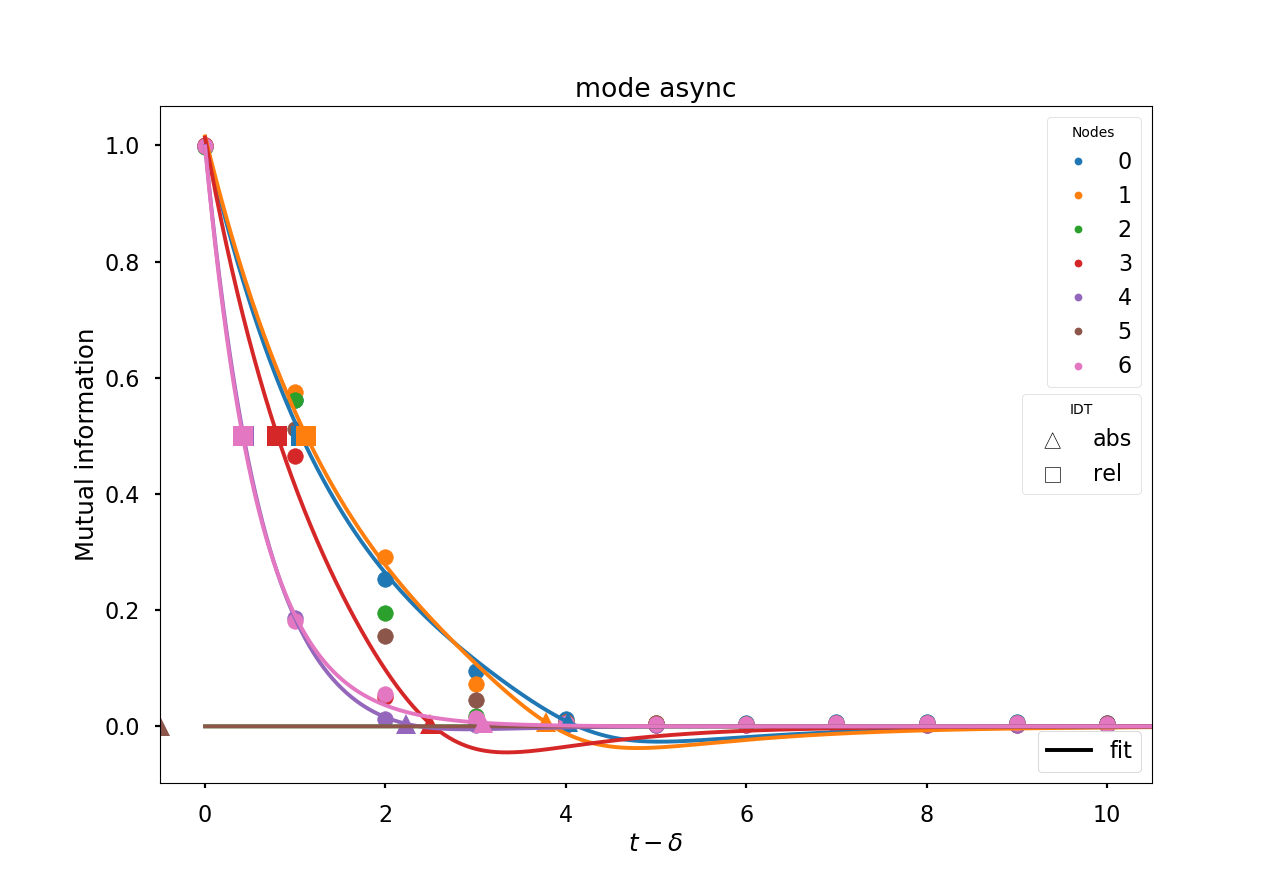 mode async
Mutual information
1.0
0.8
0.6
0.4
0.2
0.0
0 2 4 6 8 10
t − δ
Nodes
0
1
2
3
4
5
6
IDT
abs
rel
fit